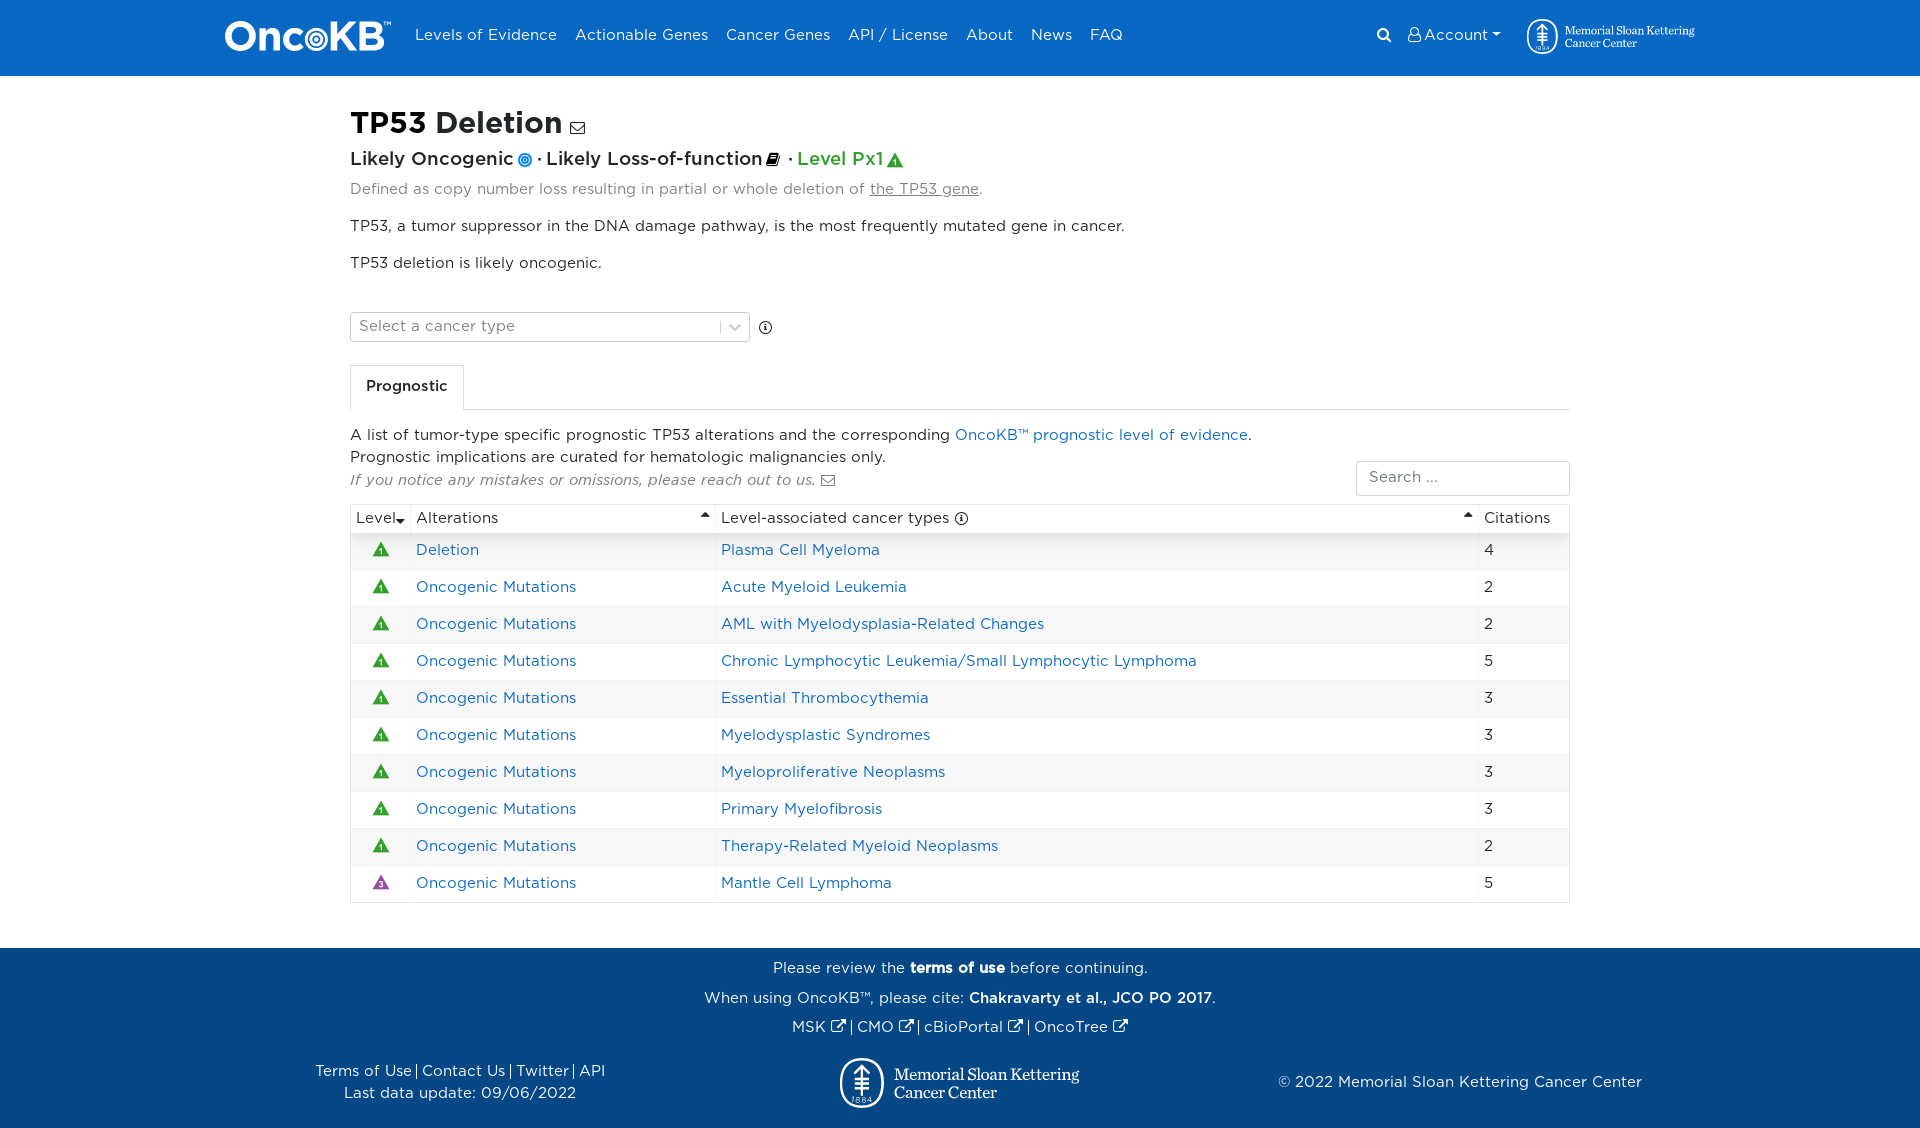 OncoKB™
Levels of Evidence
Actionable Genes
Cancer Genes
API / License
About
News
FAQ
Account
1884
Memorial Sloan Kettering
Cancer Center
TP53 Deletion
Likely Oncogenic · Likely Loss-of-function · Level Px1 1
Defined as copy number loss resulting in partial or whole deletion of the TP53 gene.
TP53, a tumor suppressor in the DNA damage pathway, is the most frequently mutated gene in cancer.
TP53 deletion is likely oncogenic.
Select a cancer type
Prognostic
A list of tumor-type specific prognostic TP53 alterations and the corresponding OncoKB™ prognostic level of evidence.
Prognostic implications are curated for hematologic malignancies only.
If you notice any mistakes or omissions, please reach out to us.
Search ...
Level Alterations Level-associated cancer types Citations
1 Deletion Plasma Cell Myeloma 4
1 Oncogenic Mutations Acute Myeloid Leukemia 2
1 Oncogenic Mutations AML with Myelodysplasia-Related Changes 2
1 Oncogenic Mutations Chronic Lymphocytic Leukemia/Small Lymphocytic Lymphoma 5
1 Oncogenic Mutations Essential Thrombocythemia 3
1 Oncogenic Mutations Myelodysplastic Syndromes 3
1 Oncogenic Mutations Myeloproliferative Neoplasms 3
1 Oncogenic Mutations Primary Myelofibrosis 3
1 Oncogenic Mutations Therapy-Related Myeloid Neoplasms 2
3 Oncogenic Mutations Mantle Cell Lymphoma 5
Please review the terms of use before continuing.
When using OncoKB™, please cite: Chakravarty et al., JCO PO 2017.
MSK | CMO | cBioPortal | OncoTree
Terms of Use | Contact Us | Twitter | API
Last data update: 09/06/2022
1884
Memorial Sloan Kettering
Cancer Center
© 2022 Memorial Sloan Kettering Cancer Center